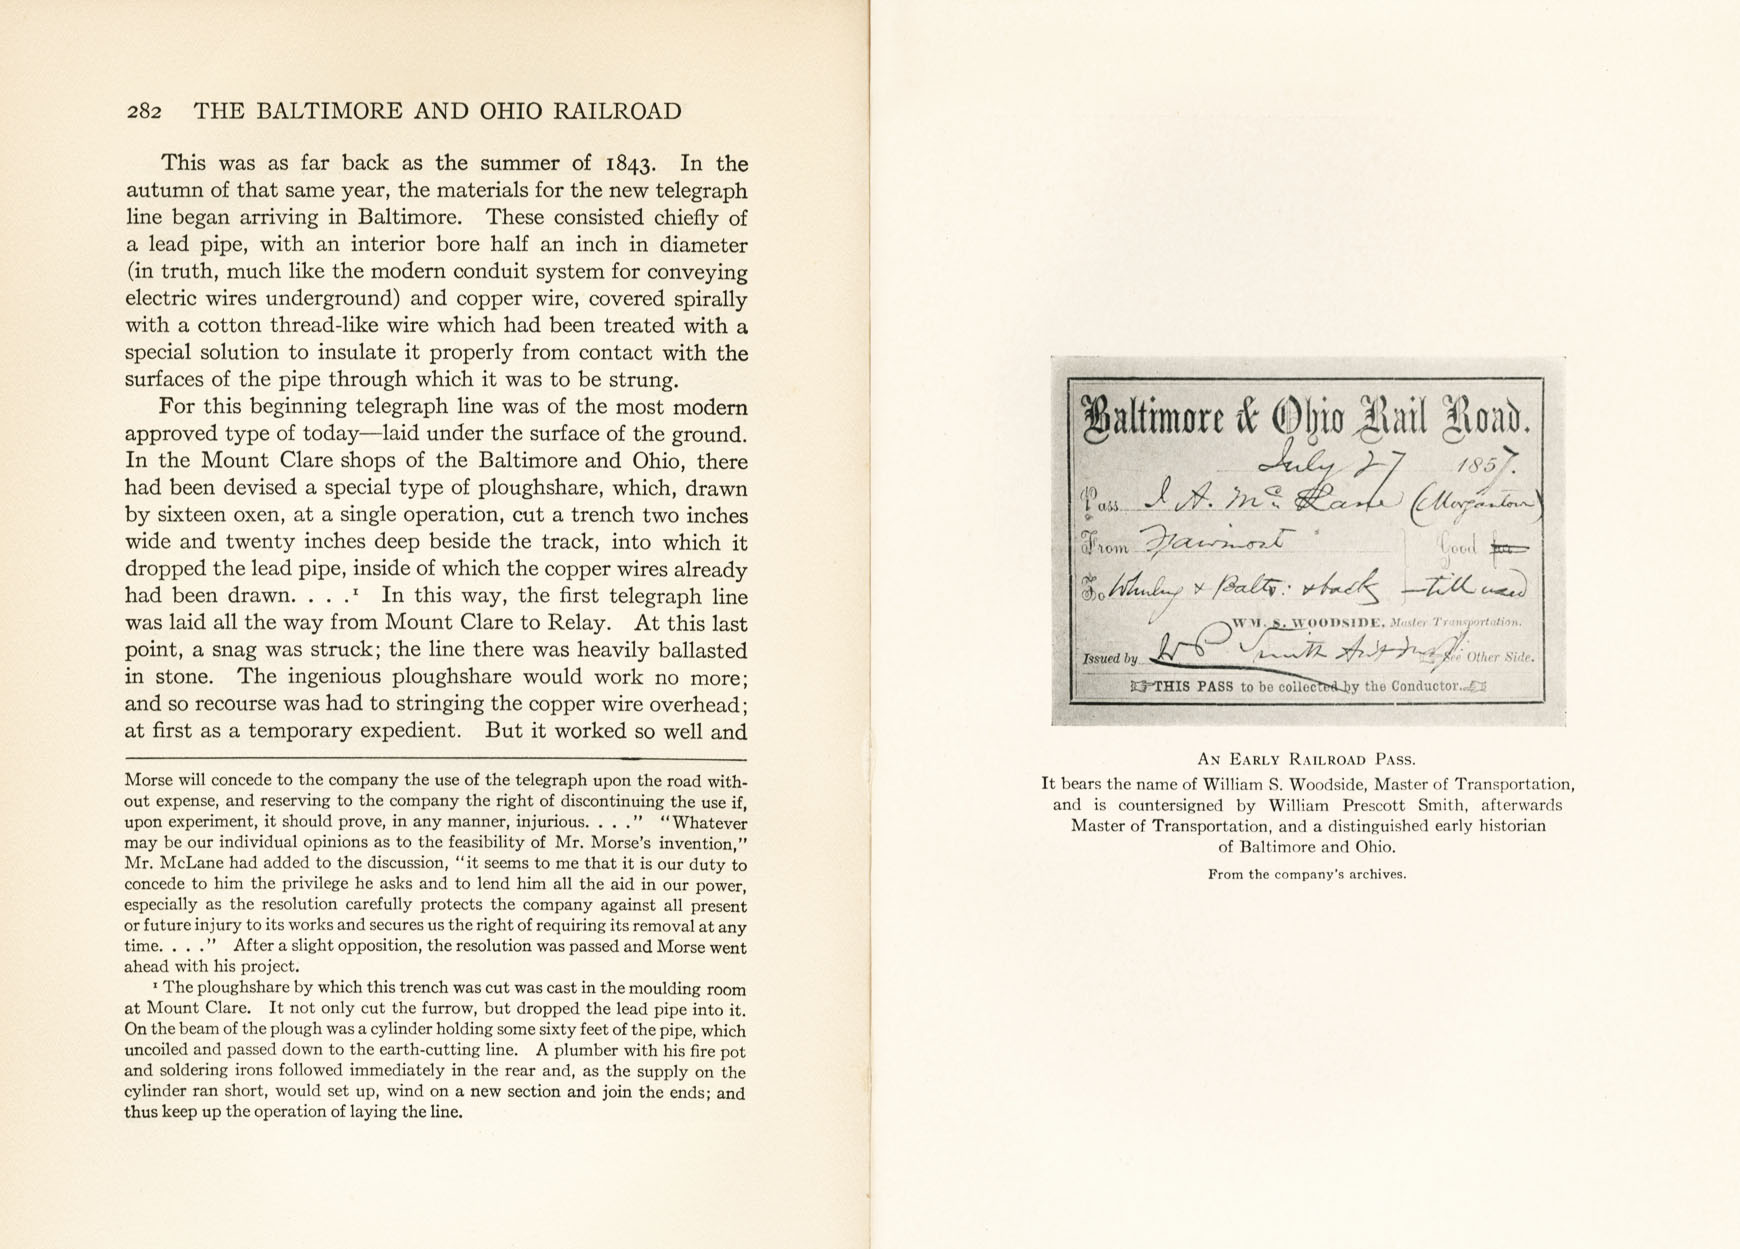 282 THE BALTIMORE AND OHIO RAILROAD
This was as far back as the summer of 1843. In the
autumn of that same year, the materials for the new telegraph
line began arriving in Baltimore. These consisted chiefly of
a lead pipe, with an interior bore half an inch in diameter
(in truth, much like the modern conduit system for conveying
electric wires underground) and copper wire, covered spirally
with a cotton thread-like wire which had been treated with a
special solution to insulate it properly from contact with the
surfaces of the pipe through which it was to be strung.
For this beginning telegraph line was of the most modern
approved type of today—laid under the surface of the ground.
In the Mount Clare shops of the Baltimore and Ohio, there
had been devised a special type of ploughshare, which, drawn
by sixteen oxen, at a single operation, cut a trench two inches
wide and twenty inches deep beside the track, into which it
dropped the lead pipe, inside of which the copper wires already
had been drawn. . . .¹ In this way, the first telegraph line
was laid all the way from Mount Clare to Relay. At this last
point, a snag was struck; the line there was heavily ballasted
in stone. The ingenious ploughshare would work no more;
and so recourse was had to stringing the copper wire overhead;
at first as a temporary expedient. But it worked so well and
Morse will concede to the company the use of the telegraph upon the road with-
out expense, and reserving to the company the right of discontinuing the use if,
upon experiment, it should prove, in any manner, injurious. . . ." "Whatever
may be our individual opinions as to the feasibility of Mr. Morse's invention,"
Mr. McLane had added to the discussion, "it seems to me that it is our duty to
concede to him the privilege he asks and to lend him all the aid in our power,
especially as the resolution carefully protects the company against all present
or future injury to its works and secures us the right of requiring its removal at any
time. . . ." After a slight opposition, the resolution was passed and Morse went
ahead with his project.
¹ The ploughshare by which this trench was cut was cast in the moulding room
at Mount Clare. It not only cut the furrow, but dropped the lead pipe into it.
On the beam of the plough was a cylinder holding some sixty feet of the pipe, which
uncoiled and passed down to the earth-cutting line. A plumber with his fire pot
and soldering irons followed immediately in the rear and, as the supply on the
cylinder ran short, would set up, wind on a new section and join the ends; and
thus keep up the operation of laying the line.
Baltimore & Ohio Rail Road.
July 27 1857.
Pass I A. Mc Lane (Morgantown)
From Fairmont Good for
To & Balto: & back till used
WM. S. WOODSIDE, Master Transportation.
Issued by W P Smith See Other Side.
THIS PASS to be collected by the Conductor.
AN EARLY RAILROAD PASS.
It bears the name of William S. Woodside, Master of Transportation,
and is countersigned by William Prescott Smith, afterwards
Master of Transportation, and a distinguished early historian
of Baltimore and Ohio.
From the company's archives.